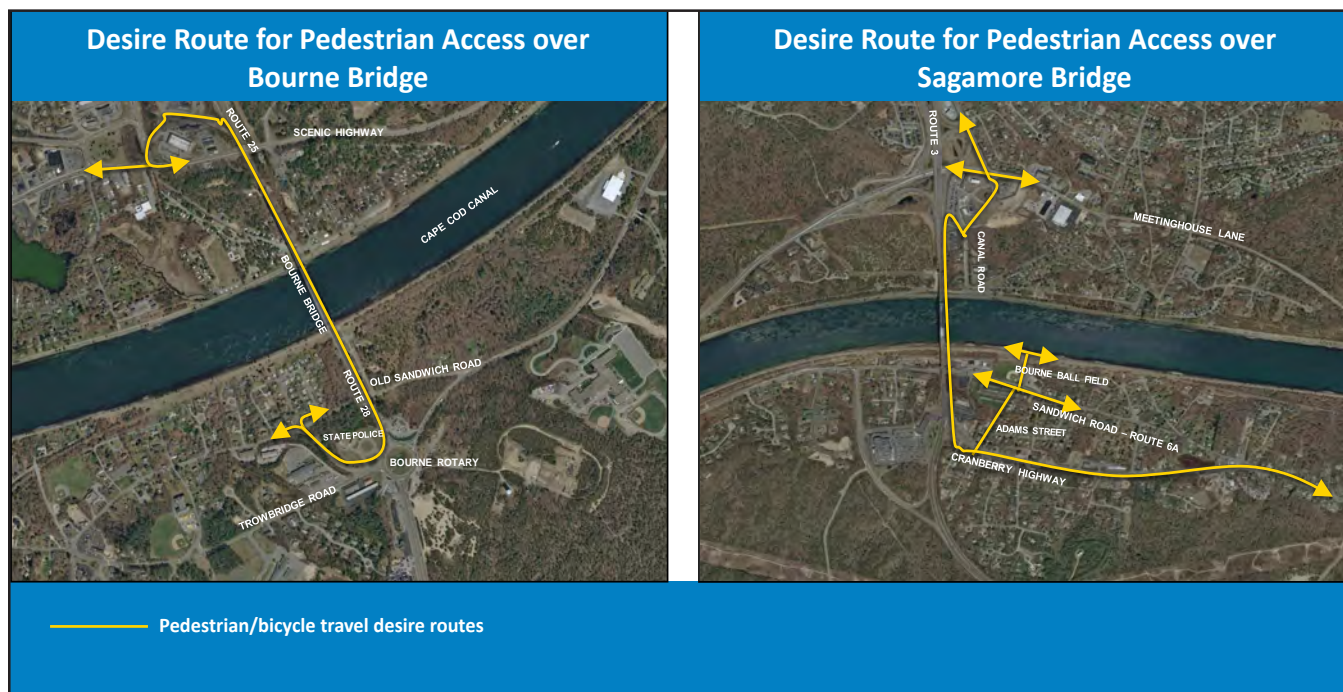 Desire Route for Pedestrian Access over
Bourne Bridge
ROUTE 25
SCENIC HIGHWAY
CAPE COD CANAL
BOURNE BRIDGE
ROUTE 28
OLD SANDWICH ROAD
STATE POLICE
BOURNE ROTARY
TROWBRIDGE ROAD
Desire Route for Pedestrian Access over
Sagamore Bridge
ROUTE 3
MEETINGHOUSE LANE
CANAL ROAD
BOURNE BALL FIELD
SANDWICH ROAD – ROUTE 6A
ADAMS STREET
CRANBERRY HIGHWAY
Pedestrian/bicycle travel desire routes